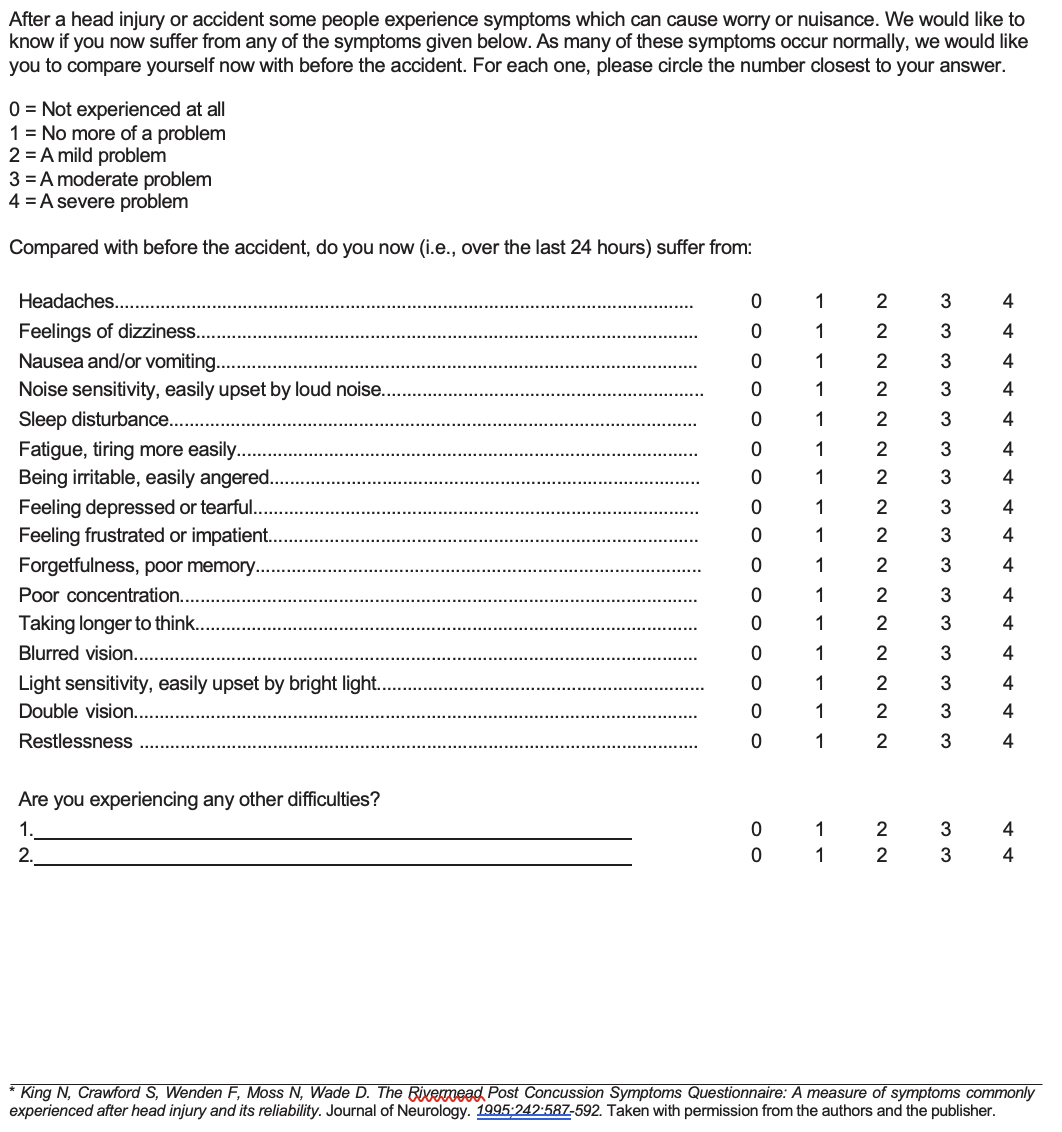 After a head injury or accident some people experience symptoms which can cause worry or nuisance. We would like to
know if you now suffer from any of the symptoms given below. As many of these symptoms occur normally, we would like
you to compare yourself now with before the accident. For each one, please circle the number closest to your answer.
0 = Not experienced at all
1 = No more of a problem
2 = A mild problem
3 = A moderate problem
4 = A severe problem
Compared with before the accident, do you now (i.e., over the last 24 hours) suffer from:
Headaches.................................................................................................................. 0 1 2 3 4
Feelings of dizziness................................................................................................... 0 1 2 3 4
Nausea and/or vomiting............................................................................................... 0 1 2 3 4
Noise sensitivity, easily upset by loud noise............................................................... 0 1 2 3 4
Sleep disturbance........................................................................................................ 0 1 2 3 4
Fatigue, tiring more easily........................................................................................... 0 1 2 3 4
Being irritable, easily angered..................................................................................... 0 1 2 3 4
Feeling depressed or tearful........................................................................................ 0 1 2 3 4
Feeling frustrated or impatient..................................................................................... 0 1 2 3 4
Forgetfulness, poor memory........................................................................................ 0 1 2 3 4
Poor concentration...................................................................................................... 0 1 2 3 4
Taking longer to think................................................................................................... 0 1 2 3 4
Blurred vision............................................................................................................... 0 1 2 3 4
Light sensitivity, easily upset by bright light................................................................ 0 1 2 3 4
Double vision............................................................................................................... 0 1 2 3 4
Restlessness .............................................................................................................. 0 1 2 3 4
Are you experiencing any other difficulties?
1.____________________________________________________________ 0 1 2 3 4
2.____________________________________________________________ 0 1 2 3 4
* King N, Crawford S, Wenden F, Moss N, Wade D. The Rivermead Post Concussion Symptoms Questionnaire: A measure of symptoms commonly
experienced after head injury and its reliability. Journal of Neurology. 1995;242:587-592. Taken with permission from the authors and the publisher.